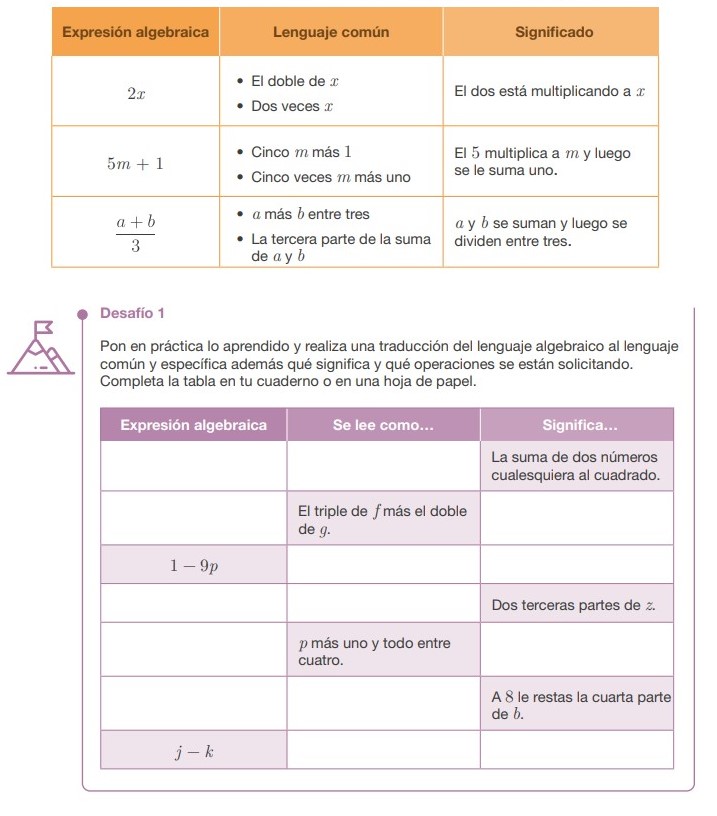 Expresión algebraica Lenguaje común Significado
2x
• El doble de x
• Dos veces x
El dos está multiplicando a x
5m + 1
• Cinco m más 1
• Cinco veces m más uno
El 5 multiplica a m y luego
se le suma uno.
a + b
3
• a más b entre tres
• La tercera parte de la suma
de a y b
a y b se suman y luego se
dividen entre tres.
Desafío 1
Pon en práctica lo aprendido y realiza una traducción del lenguaje algebraico al lenguaje
común y específica además qué significa y qué operaciones se están solicitando.
Completa la tabla en tu cuaderno o en una hoja de papel.
Expresión algebraica Se lee como... Significa...
La suma de dos números
cualesquiera al cuadrado.
El triple de f más el doble
de g.
1 − 9p
Dos terceras partes de z.
p más uno y todo entre
cuatro.
A 8 le restas la cuarta parte
de b.
j − k